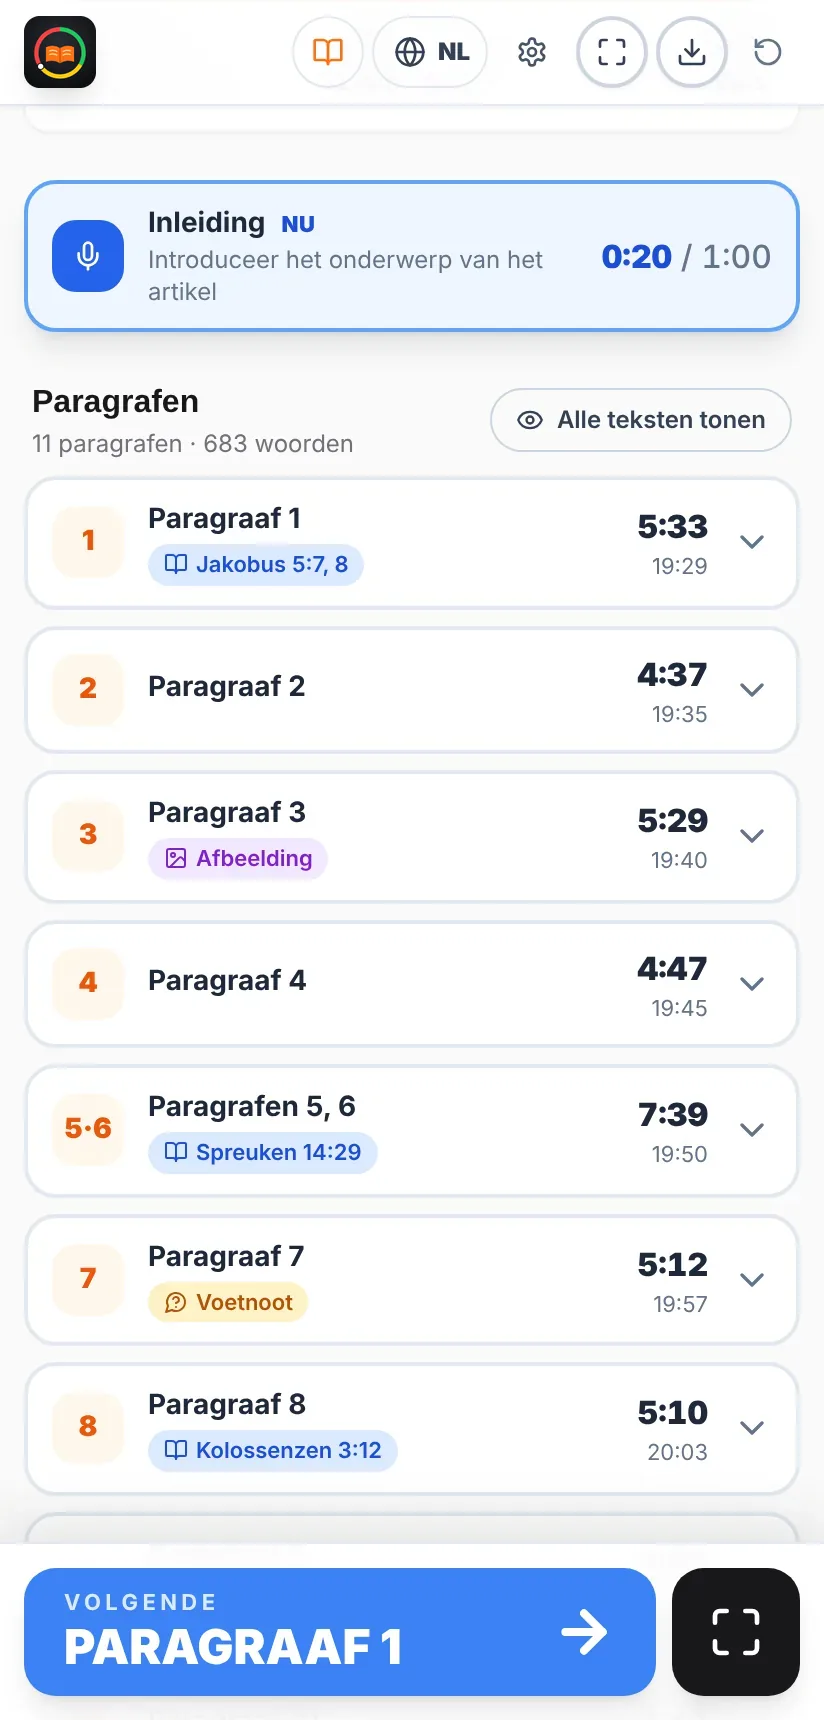 NL
Inleiding NU
Introduceer het onderwerp van het
artikel
0:20 / 1:00
Paragrafen
11 paragrafen · 683 woorden
Alle teksten tonen
1
Paragraaf 1
Jakobus 5:7, 8
5:33
19:29
2
Paragraaf 2
4:37
19:35
3
Paragraaf 3
Afbeelding
5:29
19:40
4
Paragraaf 4
4:47
19:45
5·6
Paragrafen 5, 6
Spreuken 14:29
7:39
19:50
7
Paragraaf 7
Voetnoot
5:12
19:57
8
Paragraaf 8
Kolossenzen 3:12
5:10
20:03
VOLGENDE
PARAGRAAF 1